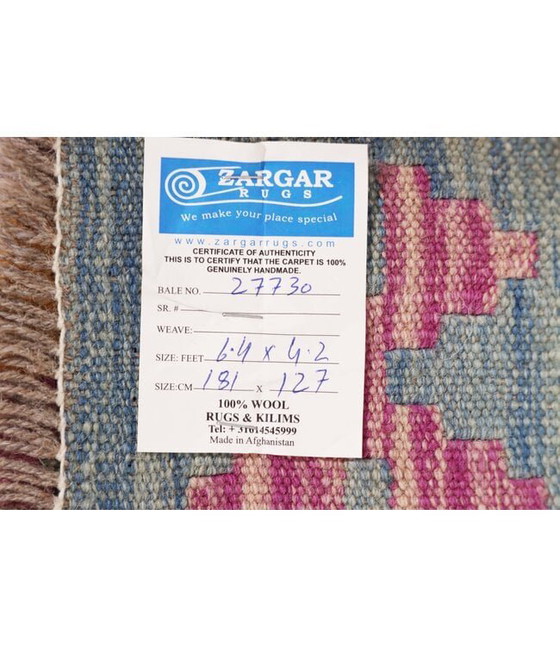 ZARGAR
RUGS
We make your place special
www.zargarrugs.com
CERTIFICATE OF AUTHENTICITY
THIS IS TO CERTIFY THAT THE CARPET IS 100%
GENUINELY HANDMADE.
BALE NO. 27730
SR. #
WEAVE:
SIZE: FEET 6.4 x 4.2
SIZE:CM 181 x 127
100% WOOL
RUGS & KILIMS
Tel: + 31614545999
Made in Afghanistan